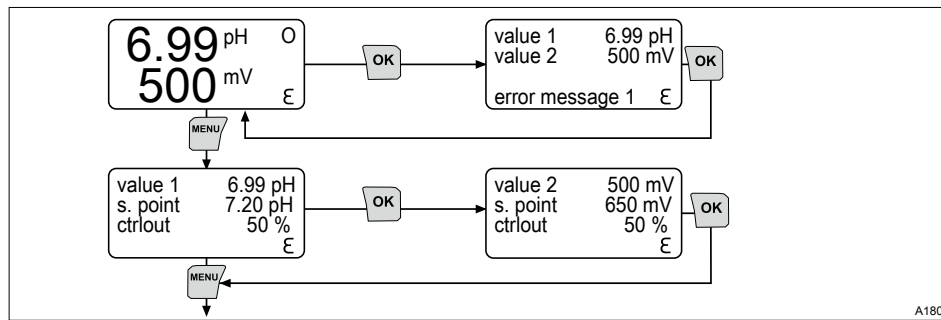 6.99 pH O
500 mV ε
OK
value 1 6.99 pH
value 2 500 mV
error message 1 ε
OK
MENU
value 1 6.99 pH
s. point 7.20 pH
ctrlout 50 %
ε
OK
value 2 500 mV
s. point 650 mV
ctrlout 50 %
ε
OK
MENU